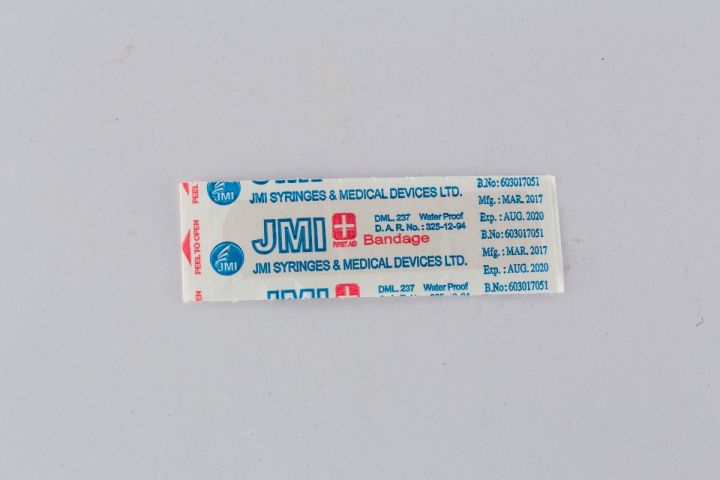 PEEL
JMI
JMI SYRINGES & MEDICAL DEVICES LTD.
B.No: 603017051
Mfg. : MAR. 2017
Exp. : AUG. 2020
PEEL TO OPEN
JMI
JMI
FIRST AID
DML. 237 Water Proof
D. A. R. No. : 325-12-94
Bandage
JMI SYRINGES & MEDICAL DEVICES LTD.
B.No: 603017051
Mfg. : MAR. 2017
Exp. : AUG. 2020
JMI
DML. 237 Water Proof
B.No: 603017051